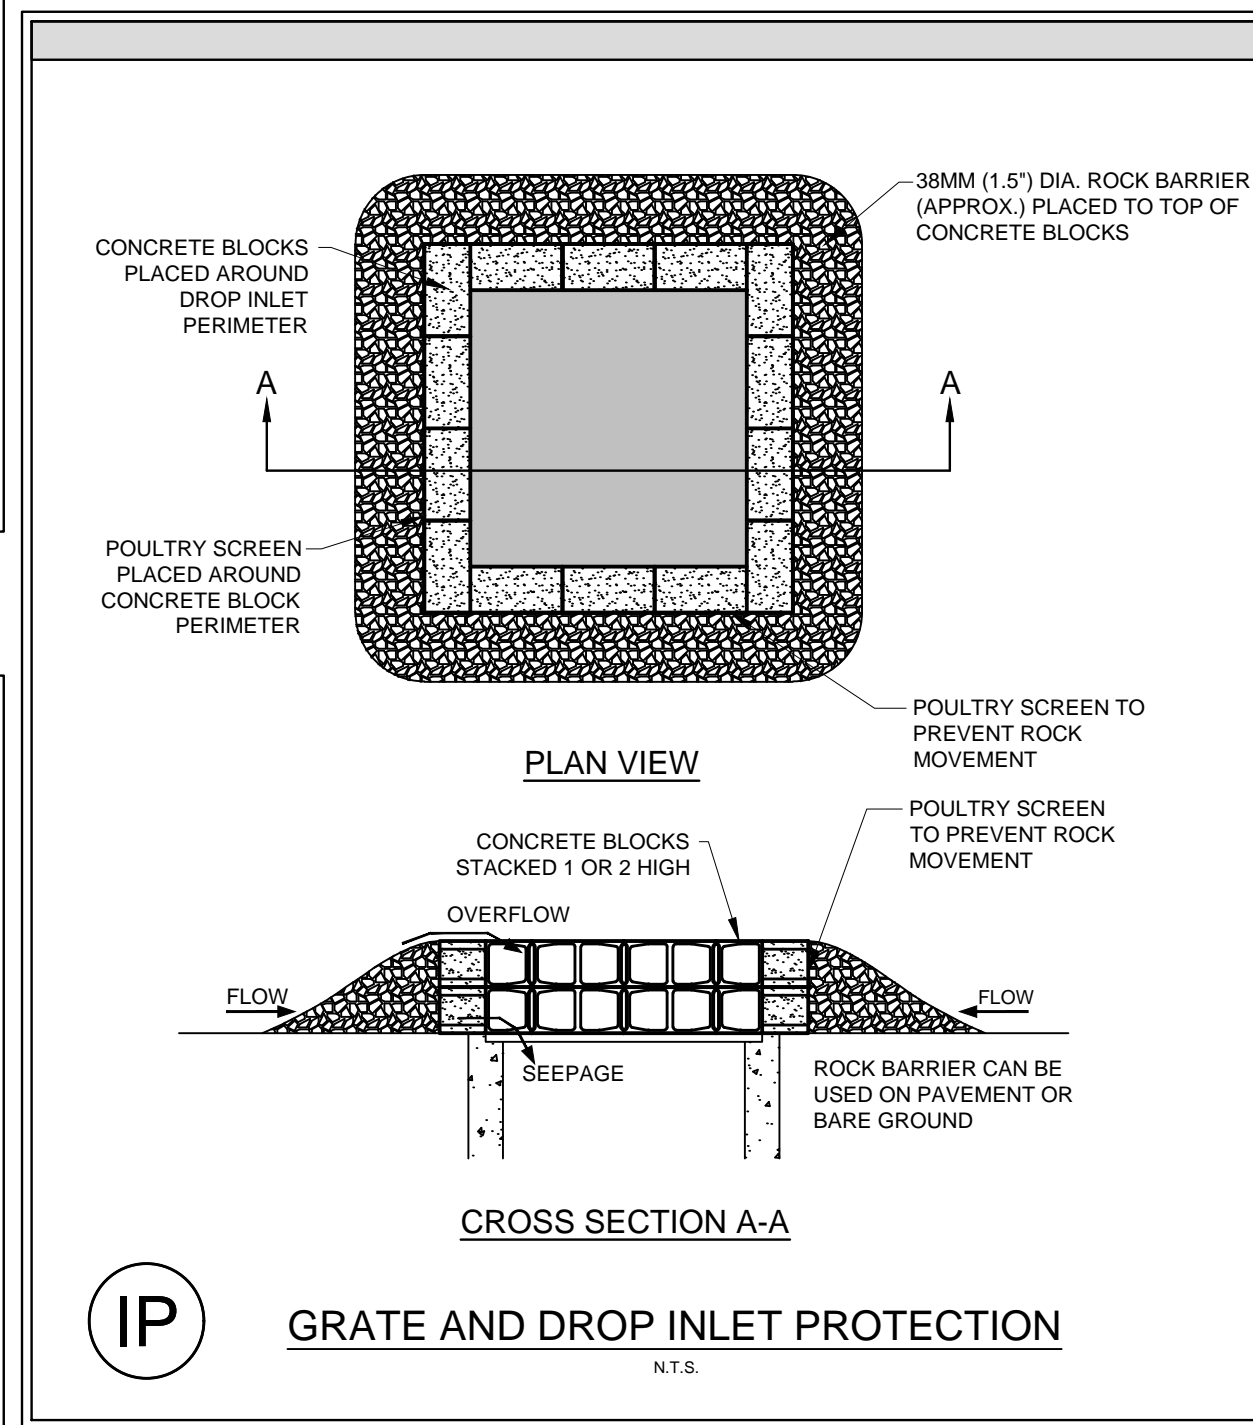 38MM (1.5") DIA. ROCK BARRIER
(APPROX.) PLACED TO TOP OF
CONCRETE BLOCKS
CONCRETE BLOCKS
PLACED AROUND
DROP INLET
PERIMETER
A
A
POULTRY SCREEN
PLACED AROUND
CONCRETE BLOCK
PERIMETER
POULTRY SCREEN TO
PREVENT ROCK
MOVEMENT
PLAN VIEW
POULTRY SCREEN
TO PREVENT ROCK
MOVEMENT
CONCRETE BLOCKS
STACKED 1 OR 2 HIGH
OVERFLOW
FLOW
FLOW
SEEPAGE
ROCK BARRIER CAN BE
USED ON PAVEMENT OR
BARE GROUND
CROSS SECTION A-A
IP
GRATE AND DROP INLET PROTECTION
N.T.S.